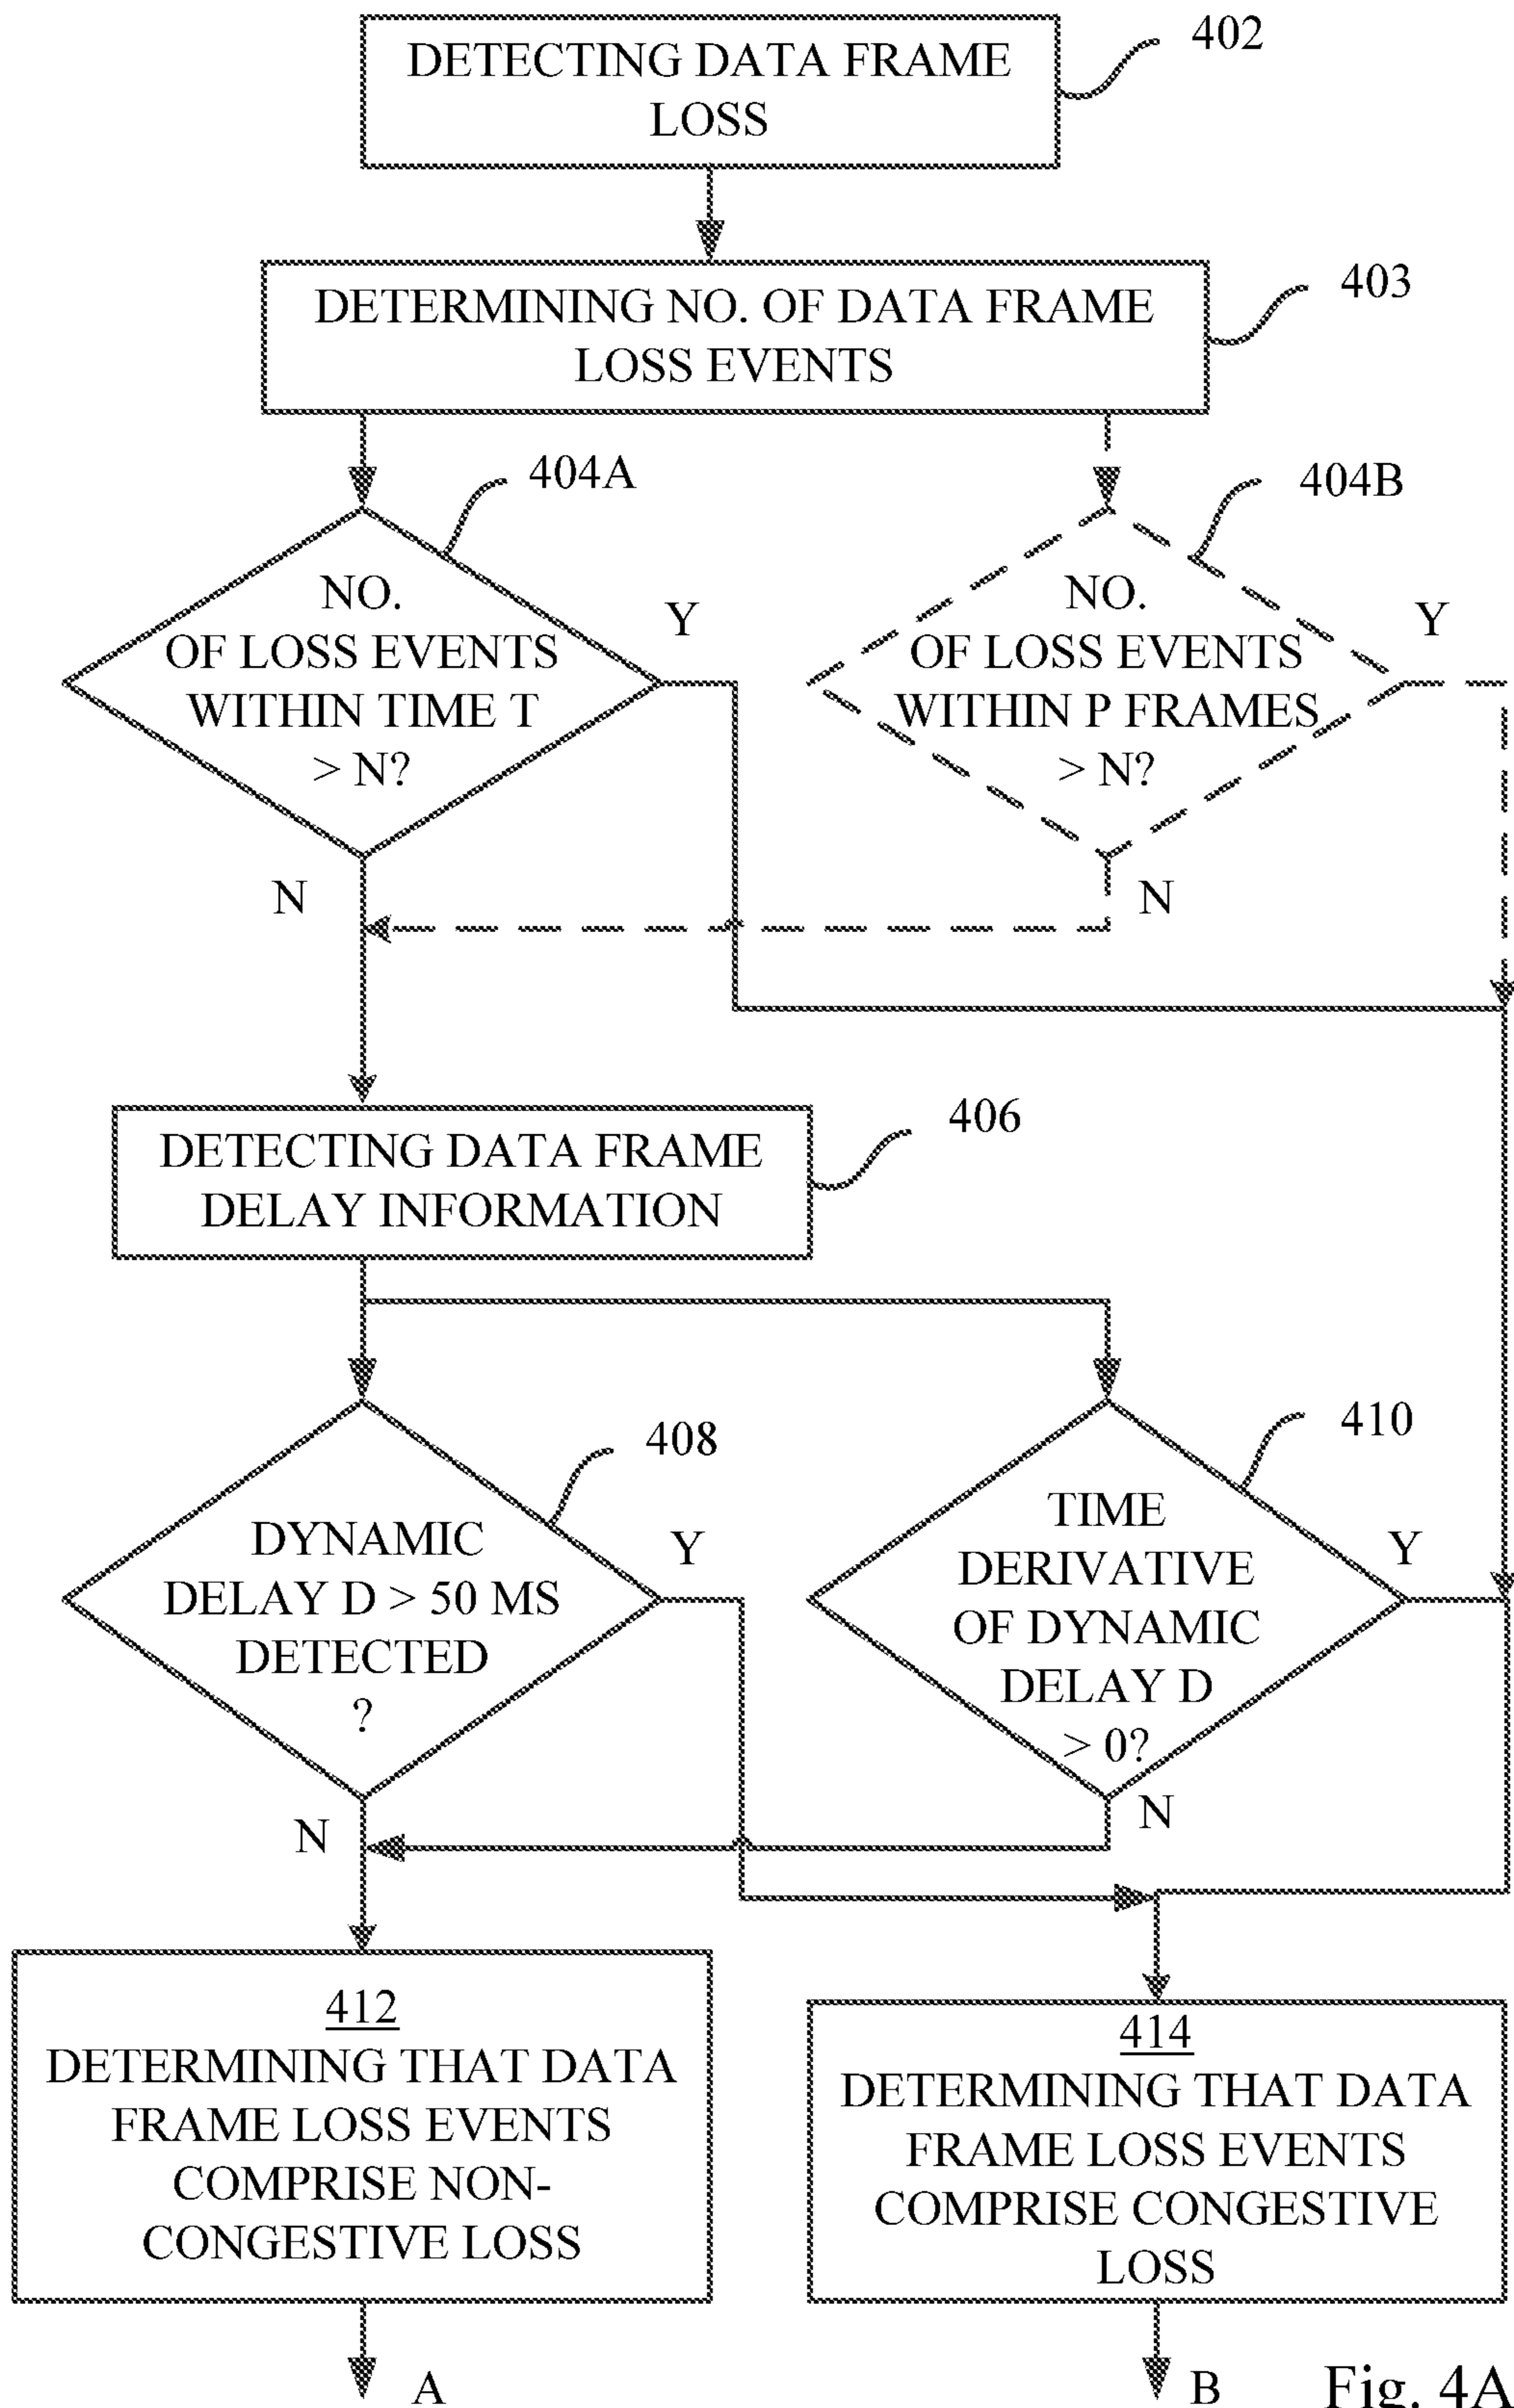 DETECTING DATA FRAME
LOSS
402
DETERMINING NO. OF DATA FRAME
LOSS EVENTS
403
404A
NO.
OF LOSS EVENTS
WITHIN TIME T
> N?
Y
N
404B
NO.
OF LOSS EVENTS
WITHIN P FRAMES
> N?
Y
N
DETECTING DATA FRAME
DELAY INFORMATION
406
408
DYNAMIC
DELAY D > 50 MS
DETECTED
?
Y
N
410
TIME
DERIVATIVE
OF DYNAMIC
DELAY D
> 0?
Y
N
412
DETERMINING THAT DATA
FRAME LOSS EVENTS
COMPRISE NON-
CONGESTIVE LOSS
414
DETERMINING THAT DATA
FRAME LOSS EVENTS
COMPRISE CONGESTIVE
LOSS
A
B
Fig. 4A